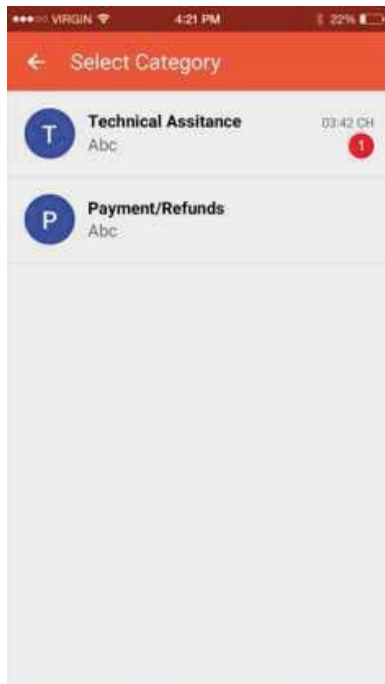 VIRGIN 4:21 PM 22%
Select Category
T Technical Assitance 03:42 CH
Abc 1
P Payment/Refunds
Abc